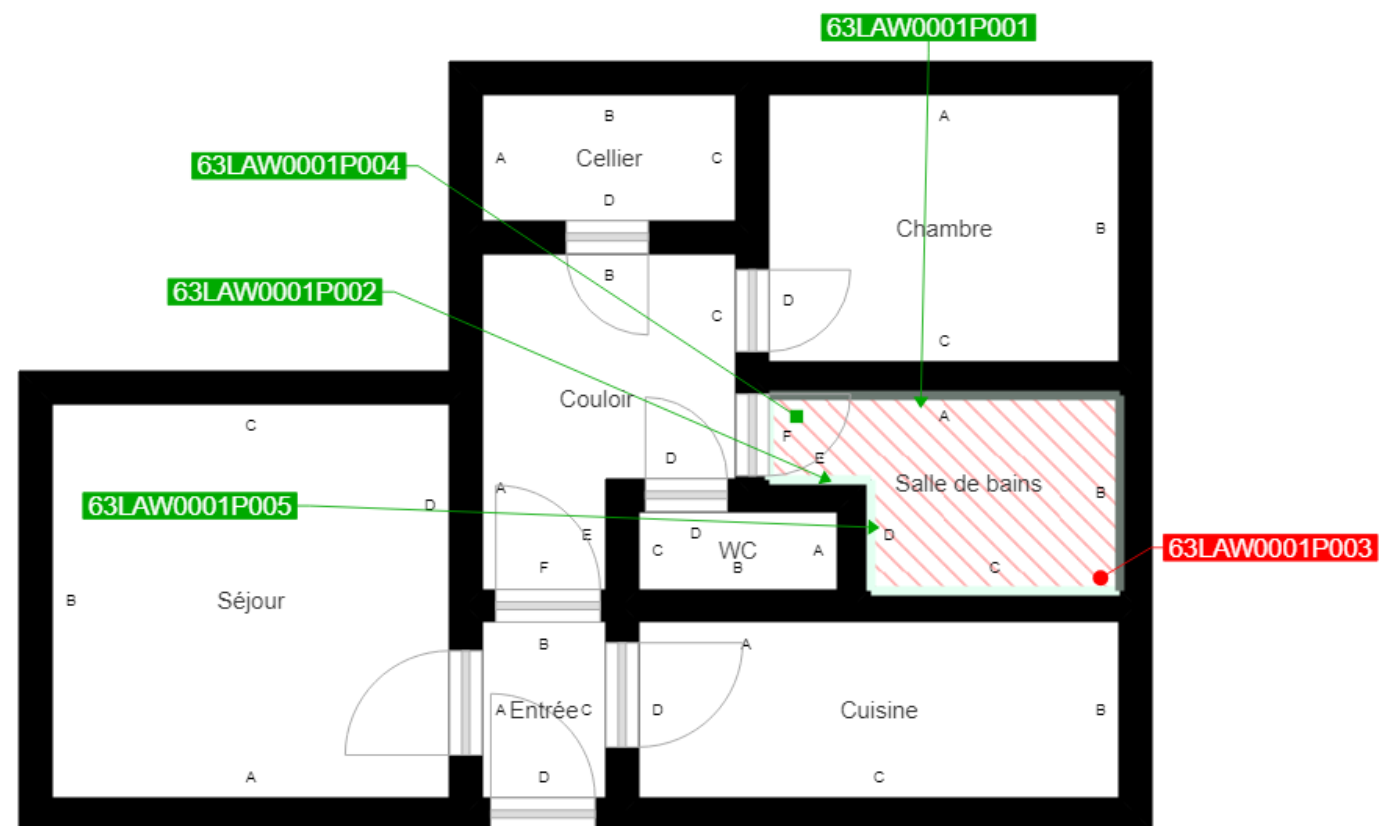 63LAW0001P001
B
A
A Cellier C
63LAW0001P004
D
Chambre B
B
63LAW0001P002
D
C
C
Couloir
A
C
F
D
E
Salle de bains
A
B
D
63LAW0001P005
E
D
D
C WC A
63LAW0001P003
B
F
C
B Séjour
B
A
A Entrée C
D Cuisine B
A
D
C